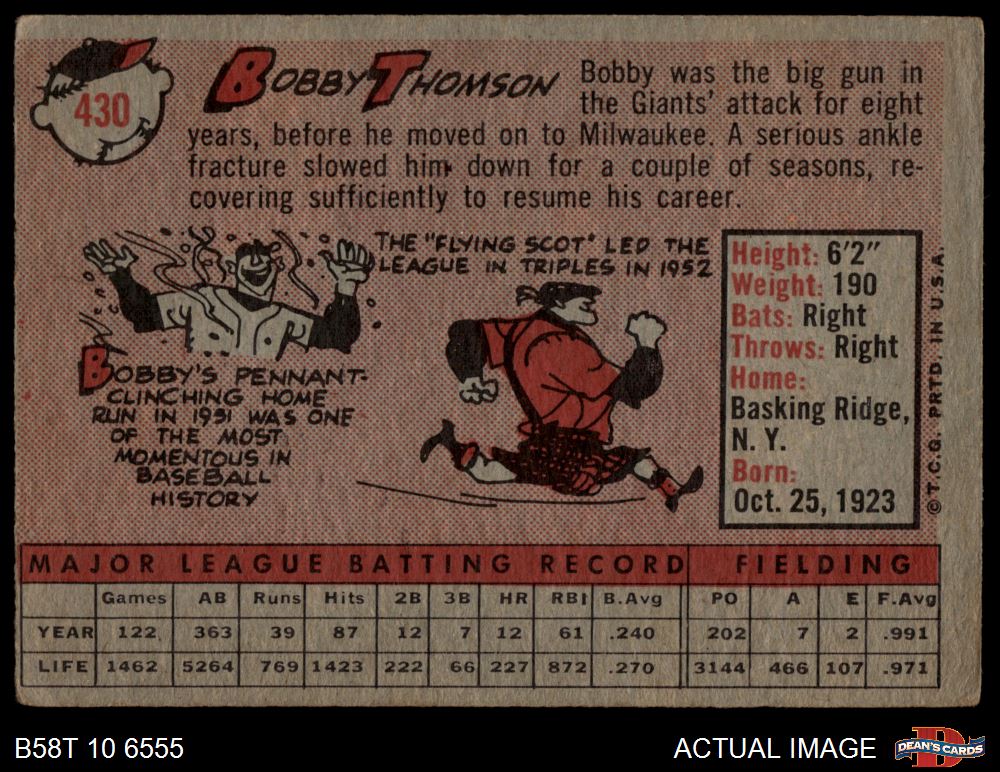 430
BOBBY THOMSON
Bobby was the big gun in
the Giants' attack for eight
years, before he moved on to Milwaukee. A serious ankle
fracture slowed him down for a couple of seasons, re-
covering sufficiently to resume his career.
THE "FLYING SCOT" LED THE
LEAGUE IN TRIPLES IN 1952
BOBBY'S PENNANT-
CLINCHING HOME
RUN IN 1951 WAS ONE
OF THE MOST
MOMENTOUS IN
BASEBALL
HISTORY
Height: 6'2"
Weight: 190
Bats: Right
Throws: Right
Home:
Basking Ridge,
N. Y.
Born:
Oct. 25, 1923
© T.C.G. PRTD. IN U.S.A.
MAJOR LEAGUE BATTING RECORD FIELDING
Games AB Runs Hits 2B 3B HR RBI B.Avg PO A E F.Avg
YEAR 122 363 39 87 12 7 12 61 .240 202 7 2 .991
LIFE 1462 5264 769 1423 222 66 227 872 .270 3144 466 107 .971
B58T 10 6555
ACTUAL IMAGE
D
DEAN'S CARDS